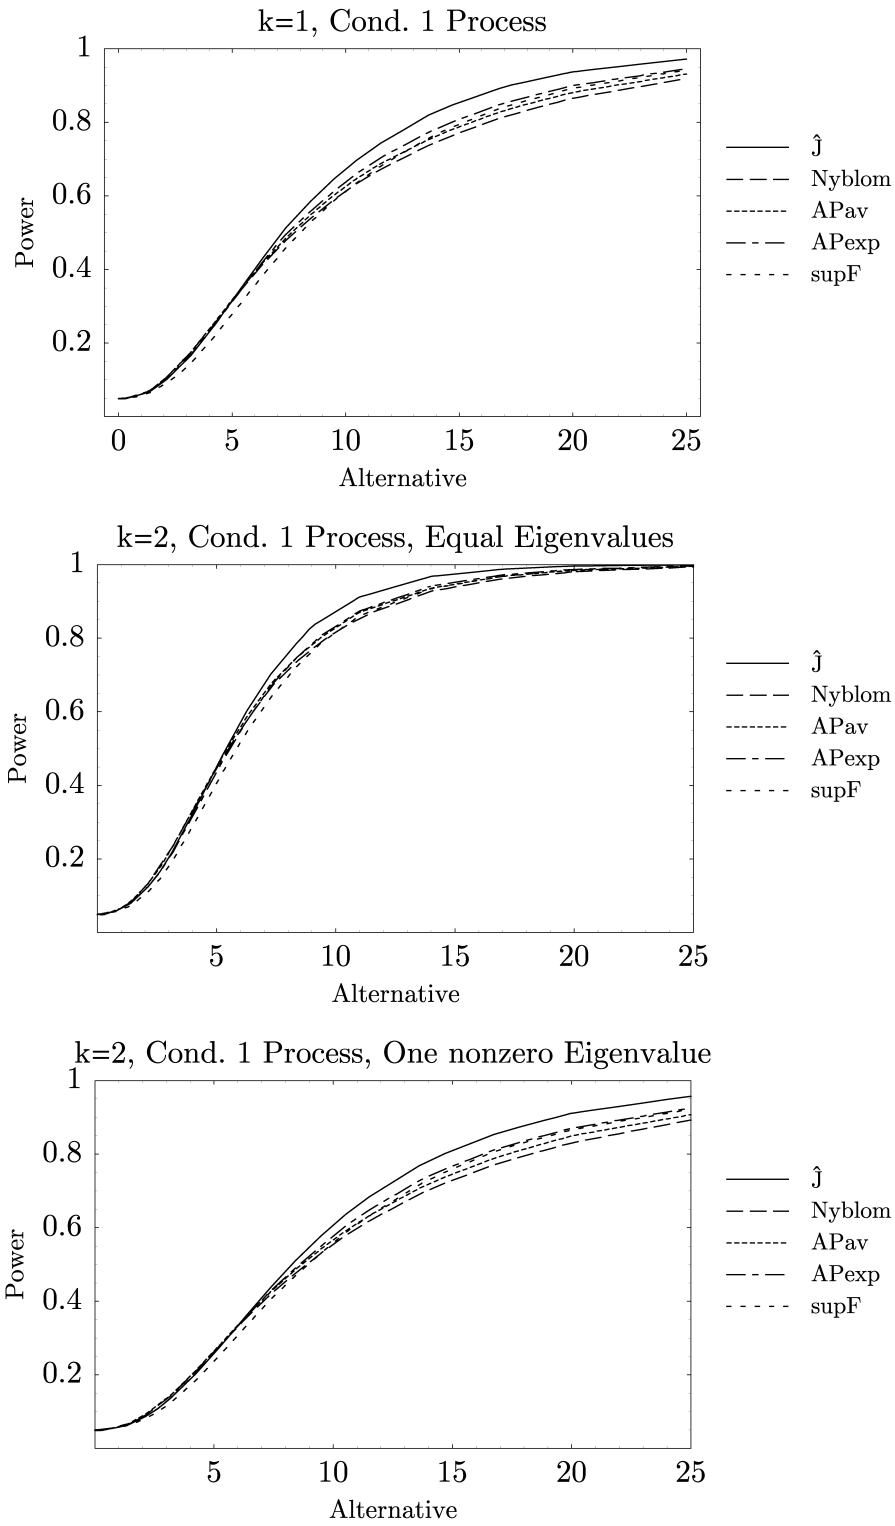 k=1, Cond. 1 Process
1
0.8
0.6
0.4
0.2
Power
0 5 10 15 20 25
Alternative
Ĵ
Nyblom
APav
APexp
supF
k=2, Cond. 1 Process, Equal Eigenvalues
1
0.8
0.6
0.4
0.2
Power
5 10 15 20 25
Alternative
Ĵ
Nyblom
APav
APexp
supF
k=2, Cond. 1 Process, One nonzero Eigenvalue
1
0.8
0.6
0.4
0.2
Power
5 10 15 20 25
Alternative
Ĵ
Nyblom
APav
APexp
supF